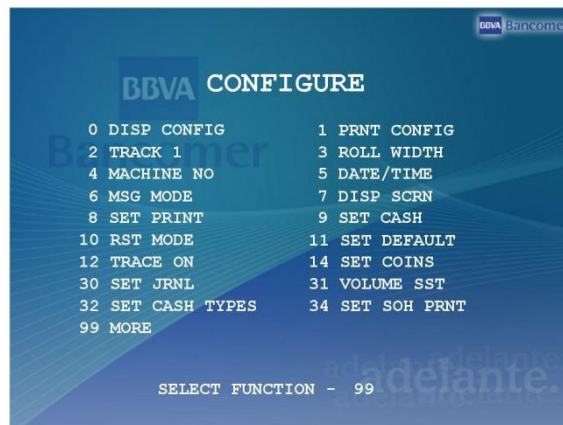 BBVA Bancomer
CONFIGURE
BBVA
Bancomer
0 DISP CONFIG 1 PRNT CONFIG
2 TRACK 1 3 ROLL WIDTH
4 MACHINE NO 5 DATE/TIME
6 MSG MODE 7 DISP SCRN
8 SET PRINT 9 SET CASH
10 RST MODE 11 SET DEFAULT
12 TRACE ON 14 SET COINS
30 SET JRNL 31 VOLUME SST
32 SET CASH TYPES 34 SET SOH PRNT
99 MORE
adelante.
SELECT FUNCTION - 99